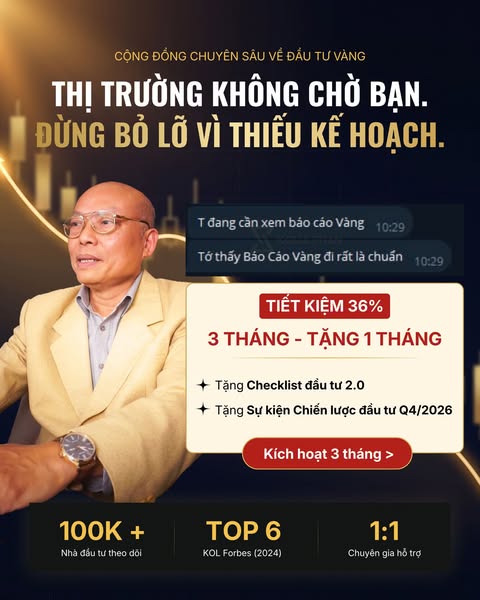 CỘNG ĐỒNG CHUYÊN SÂU VỀ ĐẦU TƯ VÀNG
THỊ TRƯỜNG KHÔNG CHỜ BẠN.
ĐỪNG BỎ LỠ VÌ THIẾU KẾ HOẠCH.
T đang cần xem báo cáo Vàng 10:29
Tớ thấy Báo Cáo Vàng đi rất là chuẩn 10:29
TIẾT KIỆM 36%
3 THÁNG - TẶNG 1 THÁNG
Tặng Checklist đầu tư 2.0
Tặng Sự kiện Chiến lược đầu tư Q4/2026
Kích hoạt 3 tháng >
100K + TOP 6 1:1
Nhà đầu tư theo dõi KOL Forbes (2024) Chuyên gia hỗ trợ